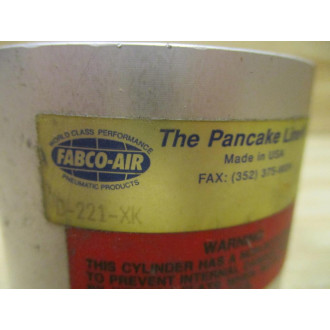 WORLD CLASS PERFORMANCE
FABCO-AIR
PNEUMATIC PRODUCTS
The Pancake Line
Made in USA
FAX: (352) 375-
D-221-XK
WARNING
THIS CYLINDER HAS A
TO PREVENT INTERNAL